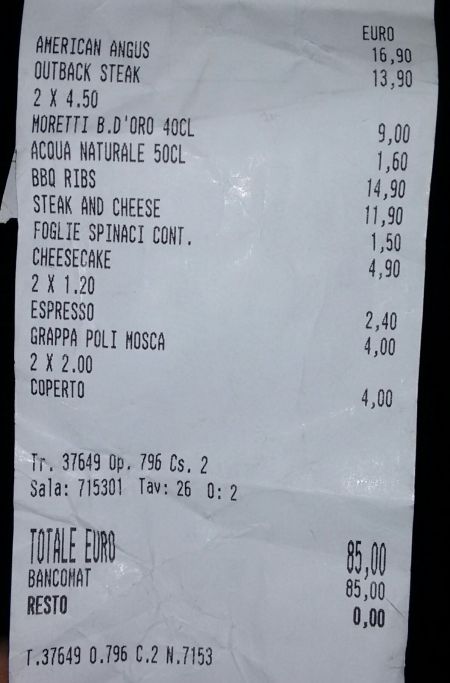 EURO
AMERICAN ANGUS 16,90
OUTBACK STEAK 13,90
2 X 4.50
MORETTI B.D'ORO 40CL 9,00
ACQUA NATURALE 50CL 1,60
BBQ RIBS 14,90
STEAK AND CHEESE 11,90
FOGLIE SPINACI CONT. 1,50
CHEESECAKE 4,90
2 X 1.20
ESPRESSO 2,40
GRAPPA POLI MOSCA 4,00
2 X 2.00
COPERTO 4,00
Tr. 37649 Op. 796 Cs. 2
Sala: 715301 Tav: 26 O: 2
TOTALE EURO 85,00
BANCOMAT 85,00
RESTO 0,00
T.37649 O.796 C.2 N.7153